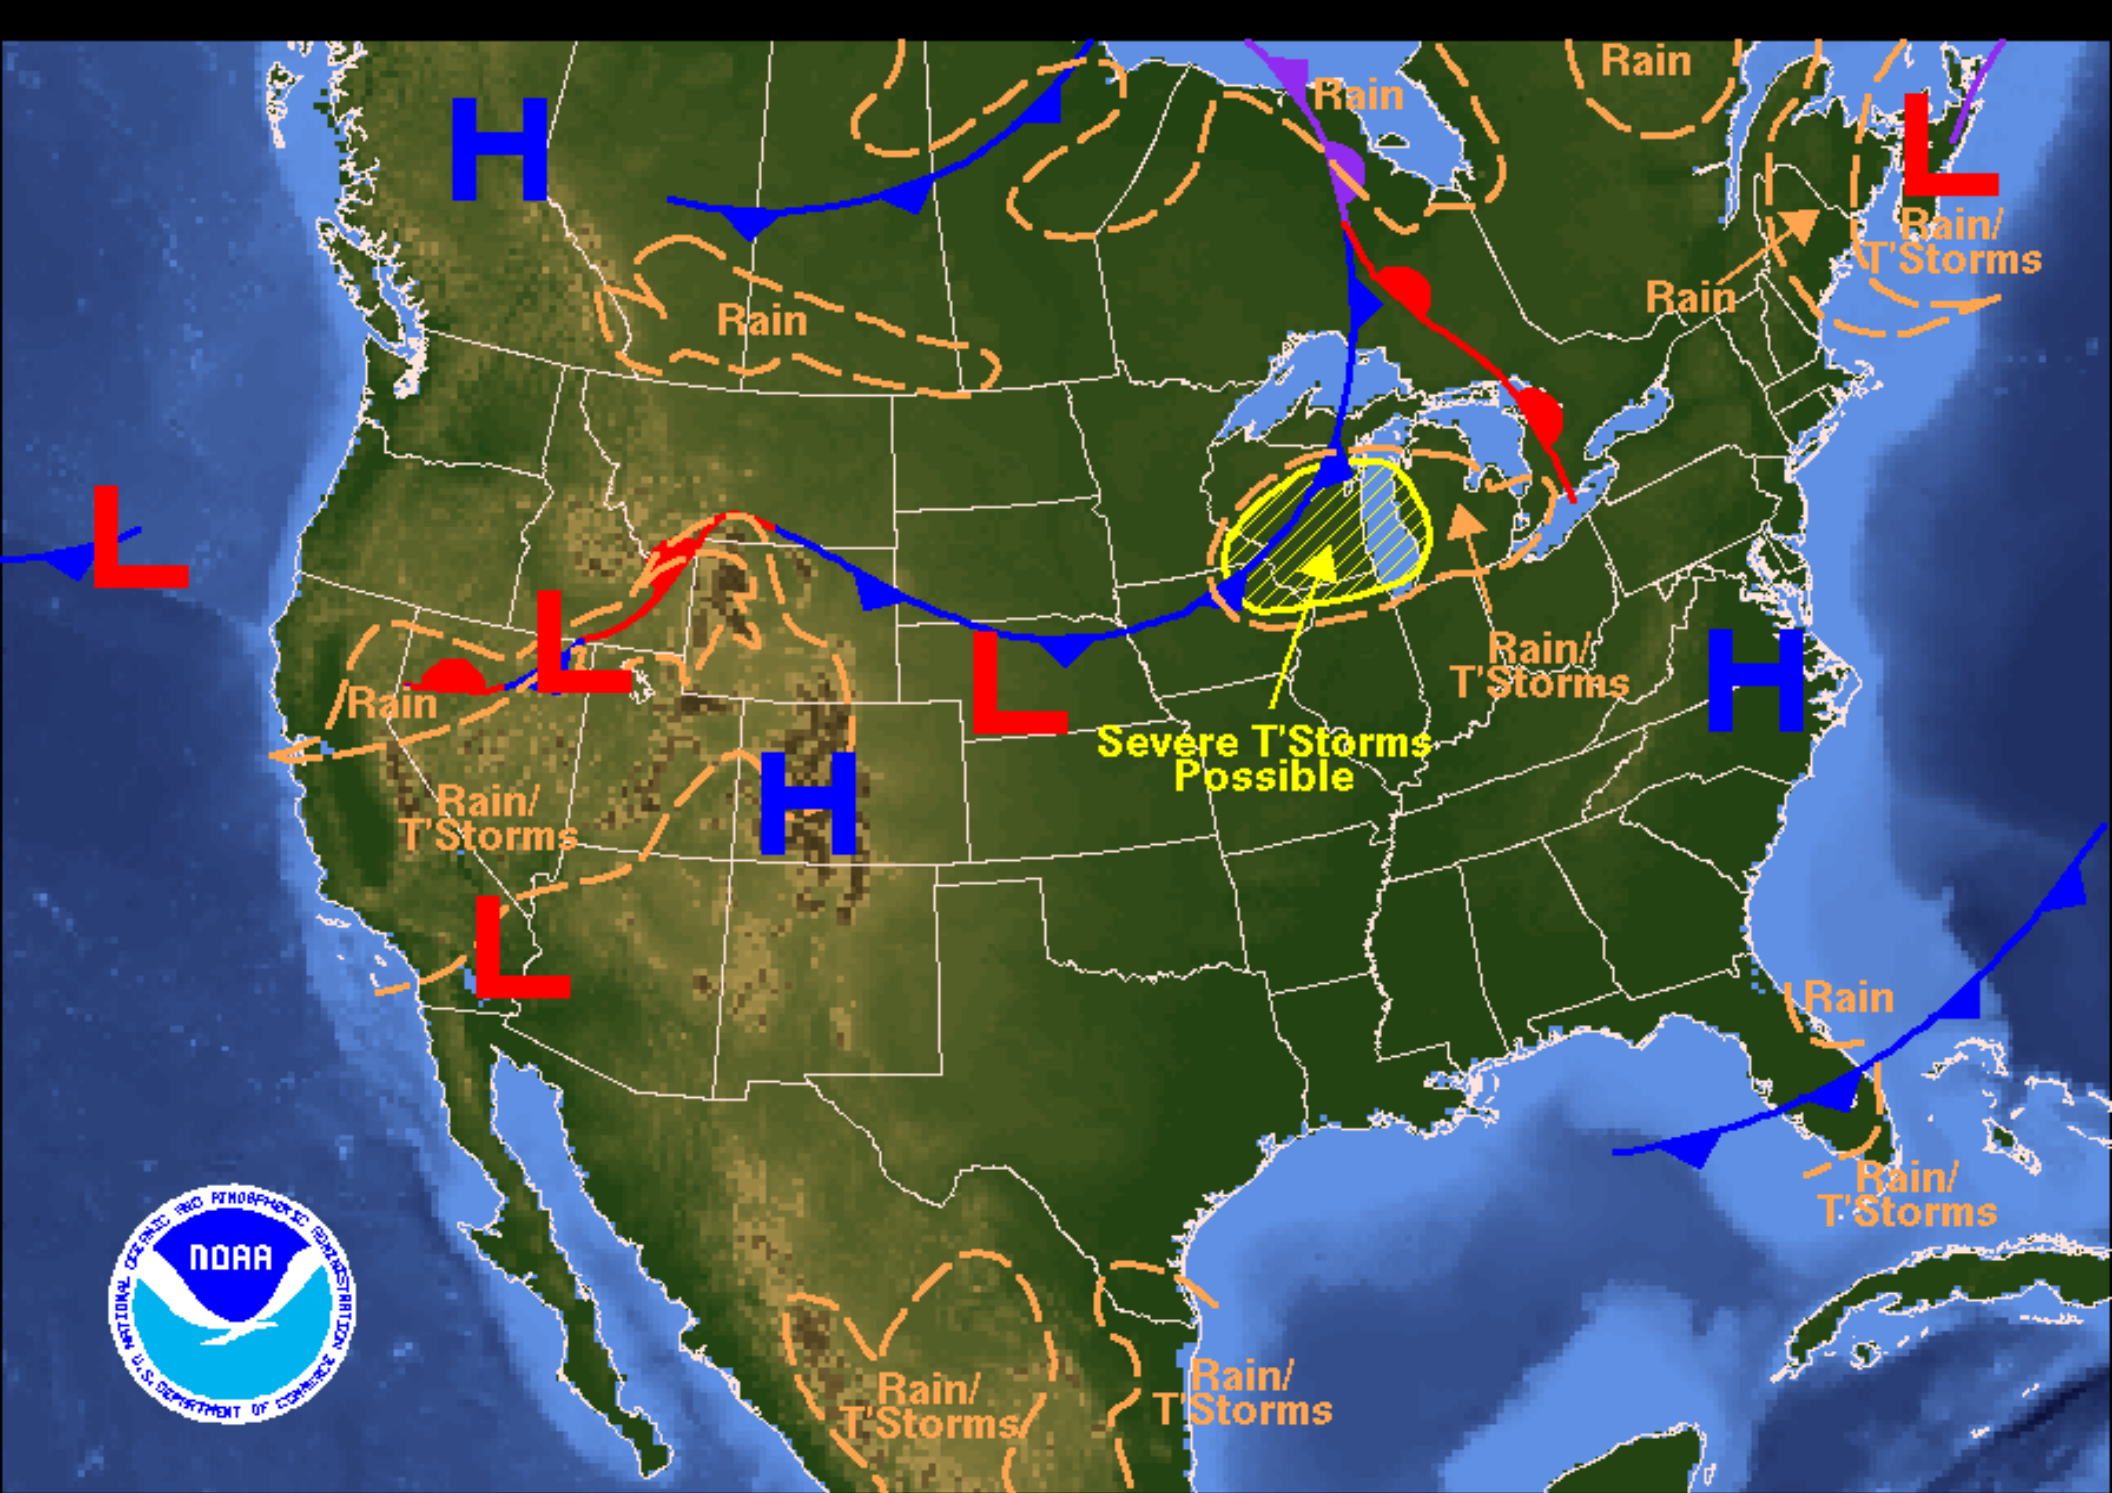 Rain
Rain
H
L
Rain/
T'Storms
Rain
Rain
L
L
Rain/
T'Storms
H
L
Rain
Severe T'Storms
Possible
H
Rain/
T'Storms
L
Rain
Rain/
T'Storms
NOAA
NATIONAL OCEANIC AND ATMOSPHERIC ADMINISTRATION
U.S. DEPARTMENT OF COMMERCE
Rain/
T'Storms
Rain/
T'Storms